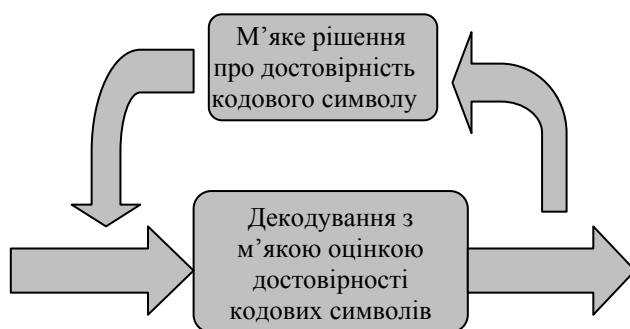 М’яке рішення
про достовірність
кодового символу
Декодування з
м’якою оцінкою
достовірності
кодових символів